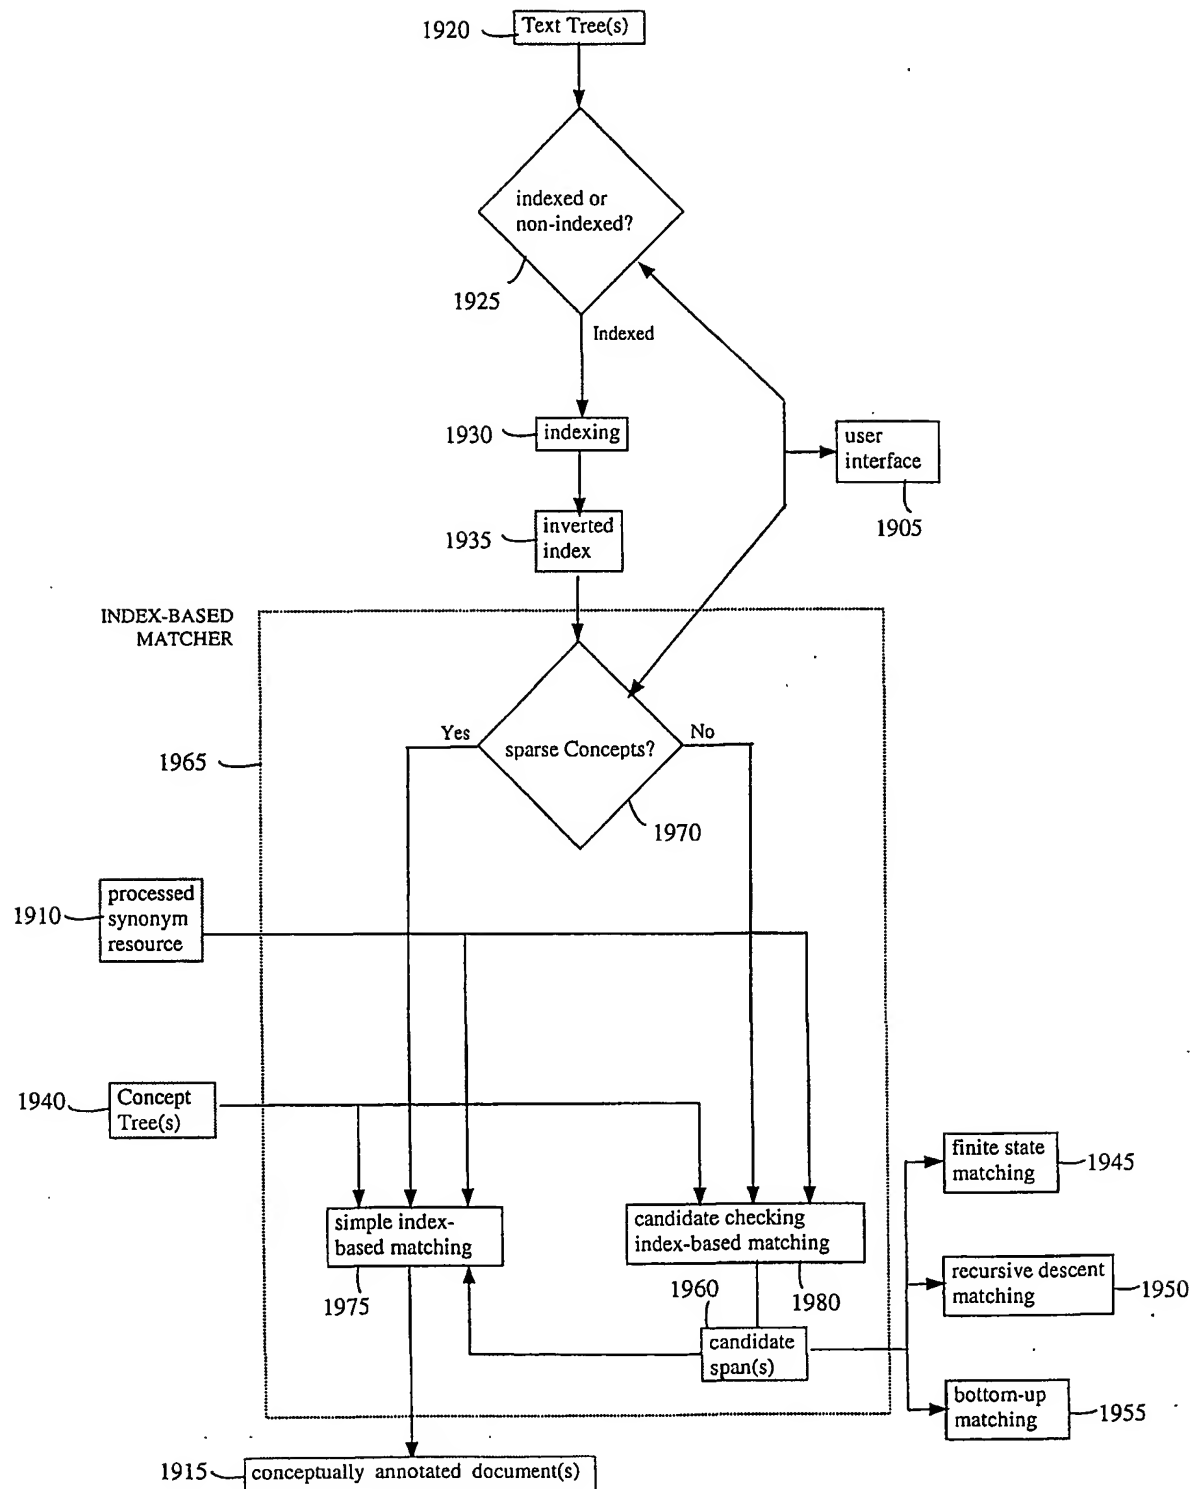 1920
Text Tree(s)
indexed or
non-indexed?
1925
Indexed
1930
indexing
user
interface
1905
1935
inverted
index
INDEX-BASED
MATCHER
Yes
No
sparse Concepts?
1965
1970
1910
processed
synonym
resource
1940
Concept
Tree(s)
finite state
matching
1945
simple index-
based matching
candidate checking
index-based matching
1975
1960
1980
recursive descent
matching
1950
candidate
span(s)
bottom-up
matching
1955
1915
conceptually annotated document(s)